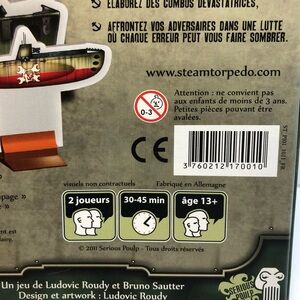 ÉLABOREZ DES COMBOS DÉVASTATRICES,
AFFRONTEZ VOS ADVERSAIRES DANS UNE LUTTE
OÙ CHAQUE ERREUR PEUT VOUS FAIRE SOMBRER.
www.steamtorpedo.com
Attention : ne convient pas
aux enfants de moins de 3 ans.
Petites pièces pouvant être
avalées.
0-3
CE
3 760212 170010
visuels non contractuels
Fabriqué en Allemagne
2 joueurs
30-45 min
âge 13+
© 2011 Serious Poulp - Tous droits réservés
Un jeu de Ludovic Roudy et Bruno Sautter
Design et artwork : Ludovic Roudy
SERIOUS
POULP